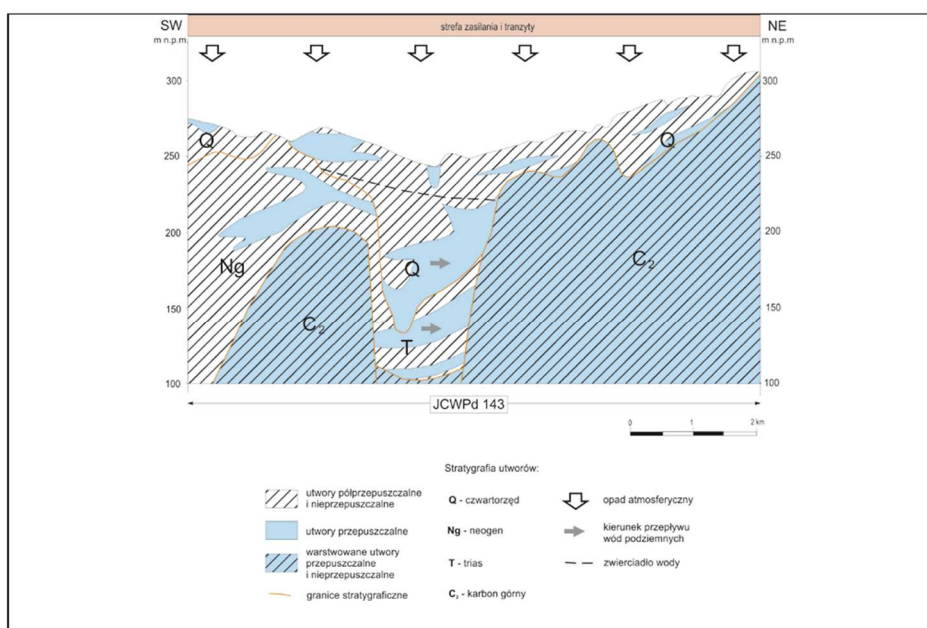 SW
strefa zasilania i tranzyty
NE
m n.p.m.
m n.p.m.
300
300
Q
Q
250
250
200
200
Ng
Q
C₂
150
150
C₂
T
100
100
JCWPd 143
0 1 2 km
Stratygrafia utworów:
utwory półprzepuszczalne
i nieprzepuszczalne
Q - czwartorzęd
opad atmosferyczny
utwory przepuszczalne
Ng - neogen
kierunek przepływu
wód podziemnych
warstwowane utwory
przepuszczalne
i nieprzepuszczalne
T - trias
zwierciadło wody
granice stratygraficzne
C₂ - karbon górny